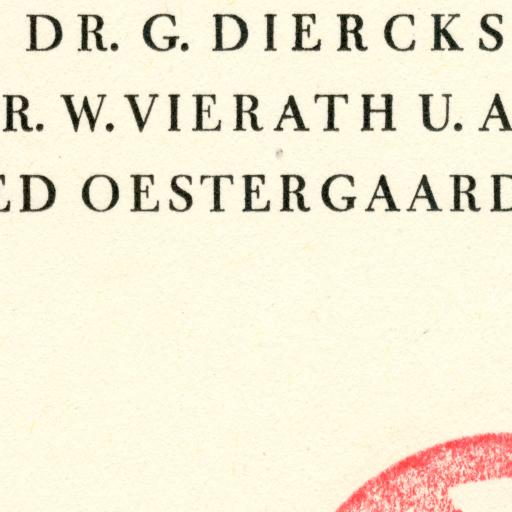 DR. G. DIERCKS
R. W. VIERATH U. A
ED OESTERGAARD